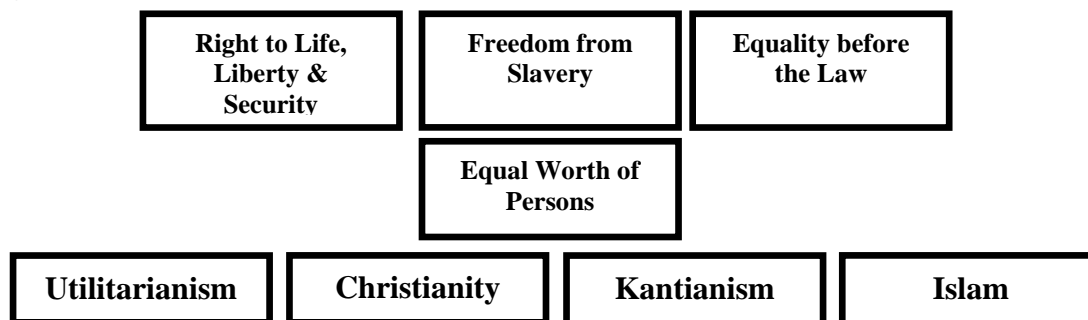 Right to Life,
Liberty &
Security
Freedom from
Slavery
Equality before
the Law
Equal Worth of
Persons
Utilitarianism
Christianity
Kantianism
Islam